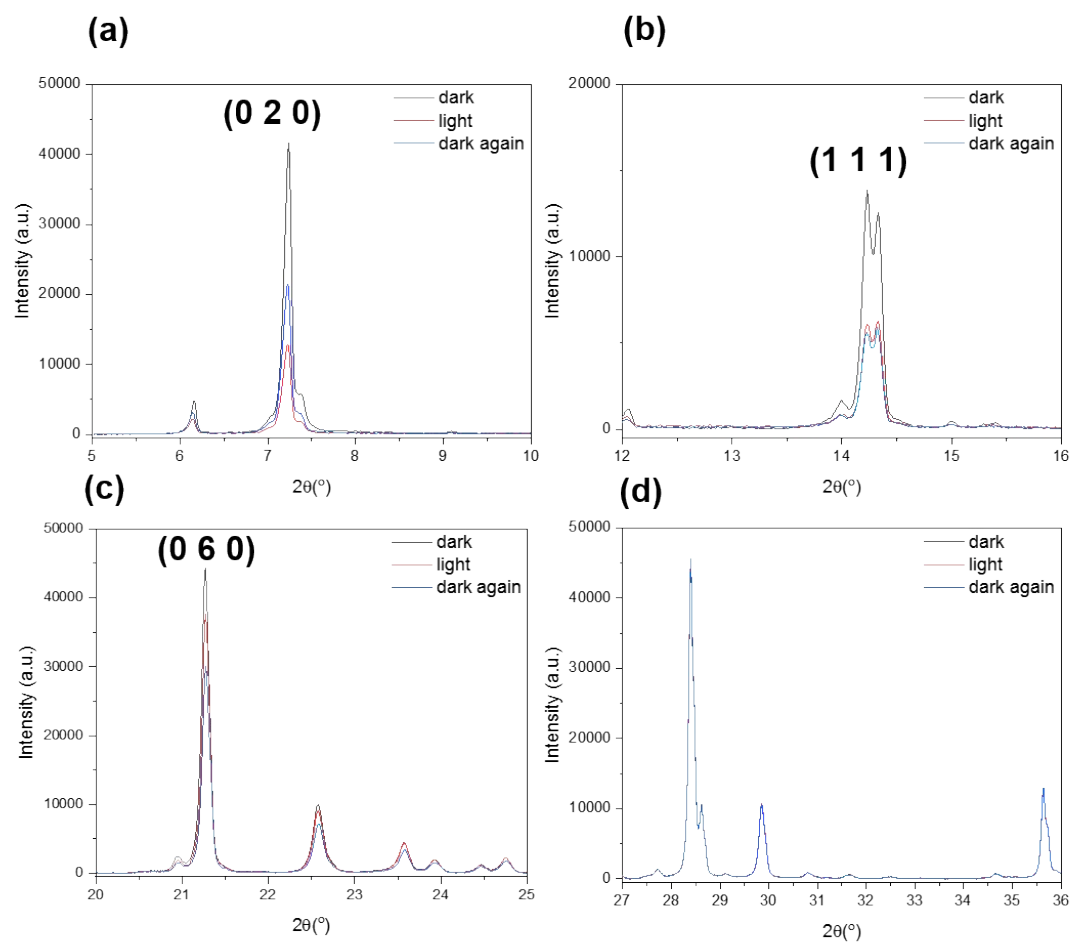 (a)
(0 2 0)
dark
light
dark again
50000
40000
30000
20000
10000
0
Intensity (a.u.)
5 6 7 8 9 10
2θ(°)
(b)
(1 1 1)
dark
light
dark again
20000
15000
10000
5000
0
Intensity (a.u.)
12 13 14 15 16
2θ(°)
(c)
(0 6 0)
dark
light
dark again
50000
40000
30000
20000
10000
0
Intensity (a.u.)
20 21 22 23 24 25
2θ(°)
(d)
dark
light
dark again
50000
40000
30000
20000
10000
0
Intensity (a.u.)
27 28 29 30 31 32 33 34 35 36
2θ(°)